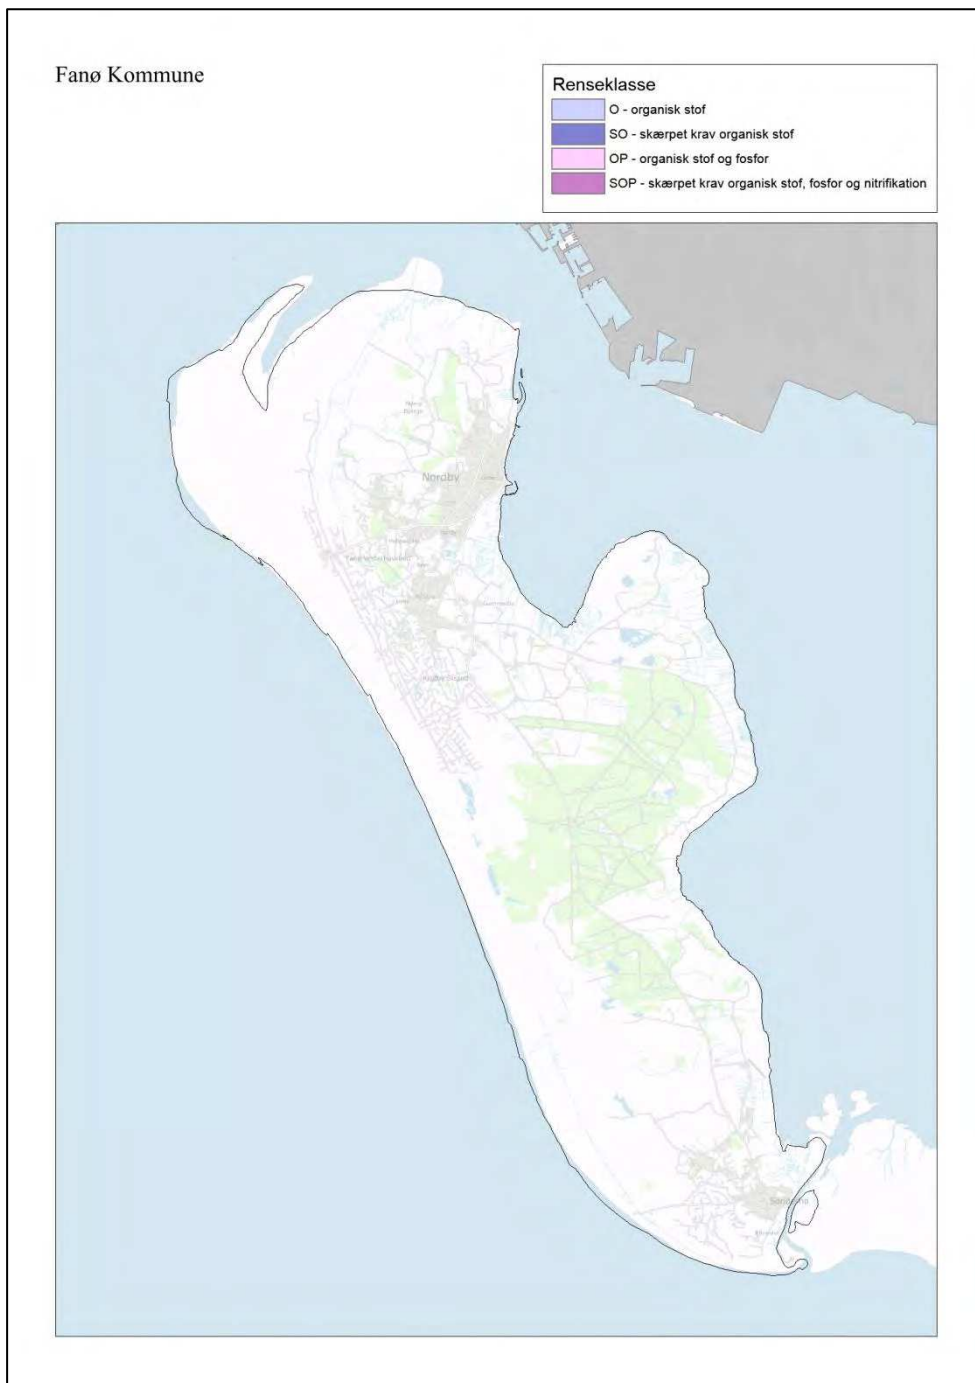 Fanø Kommune
Renseklasse
O - organisk stof
SO - skærpet krav organisk stof
OP - organisk stof og fosfor
SOP - skærpet krav organisk stof, fosfor og nitrifikation
Nordby